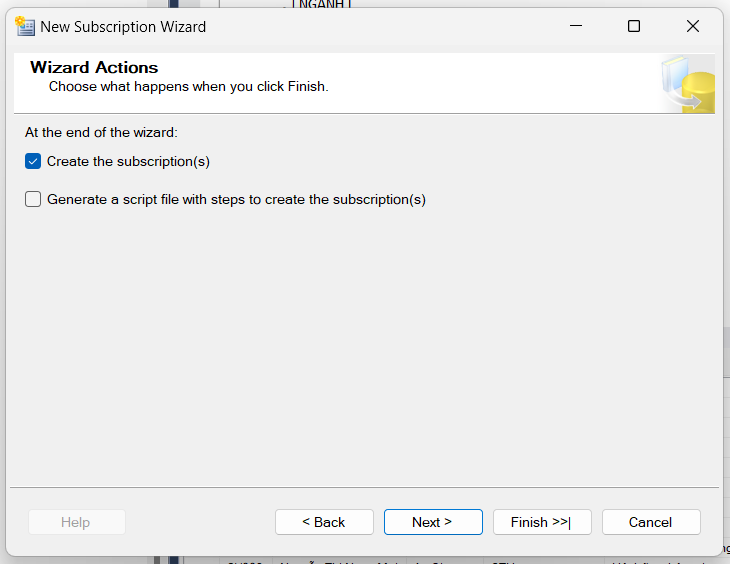 [NGANH]
New Subscription Wizard
Wizard Actions
Choose what happens when you click Finish.
At the end of the wizard:
Create the subscription(s)
Generate a script file with steps to create the subscription(s)
Help
< Back
Next >
Finish >>|
Cancel